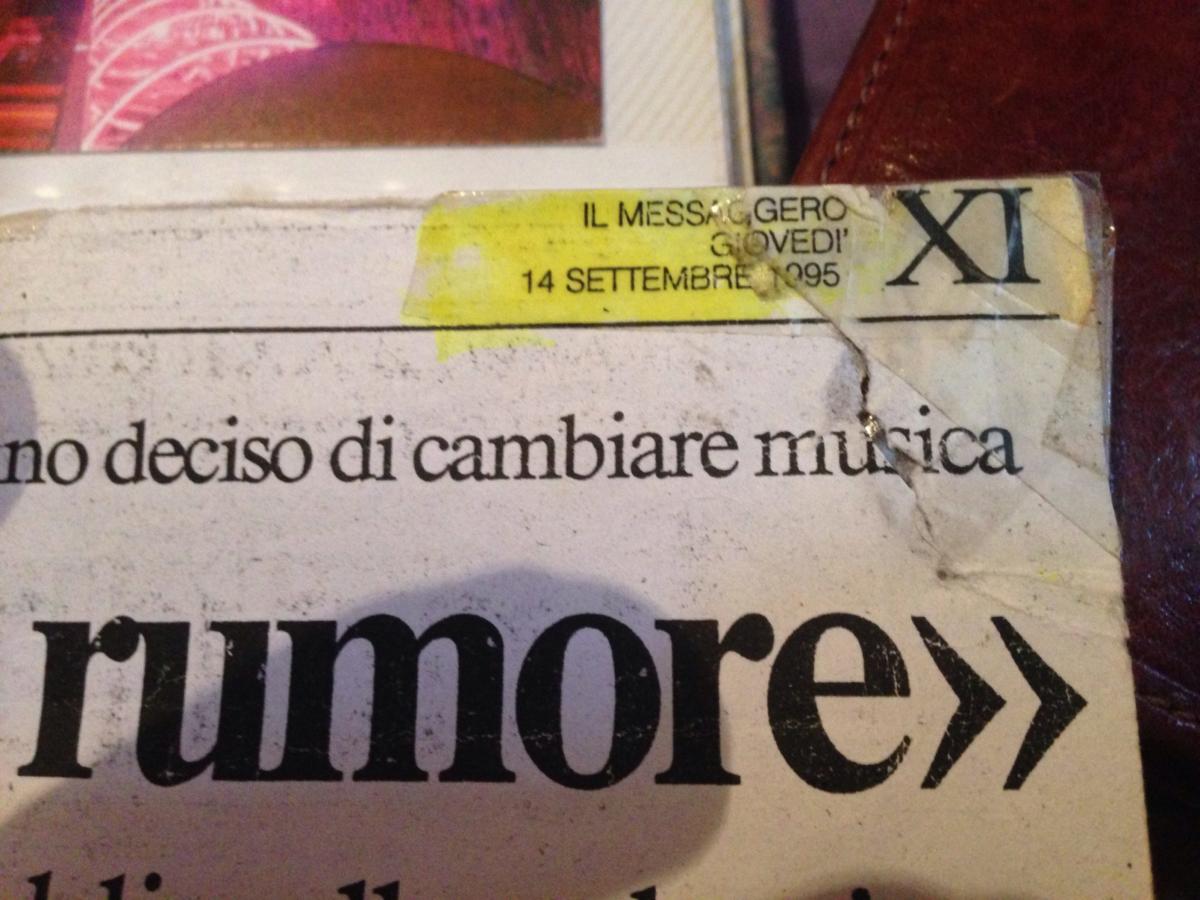 IL MESSAGGERO
GIOVEDI'
14 SETTEMBRE 1995
XI
no deciso di cambiare musica
rumore»